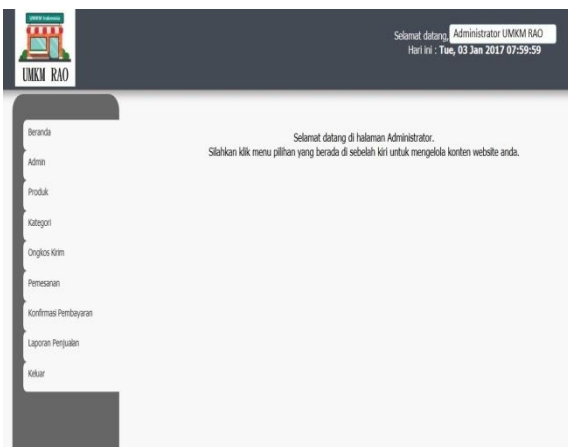 UMKM Indonesia
UMKM RAO
Selamat datang, Administrator UMKM RAO
Hari ini : Tue, 03 Jan 2017 07:59:59
Beranda
Admin
Produk
Kategori
Ongkos Kirim
Pemesanan
Konfirmasi Pembayaran
Laporan Penjualan
Keluar
Selamat datang di halaman Administrator.
Silahkan klik menu pilihan yang berada di sebelah kiri untuk mengelola konten website anda.